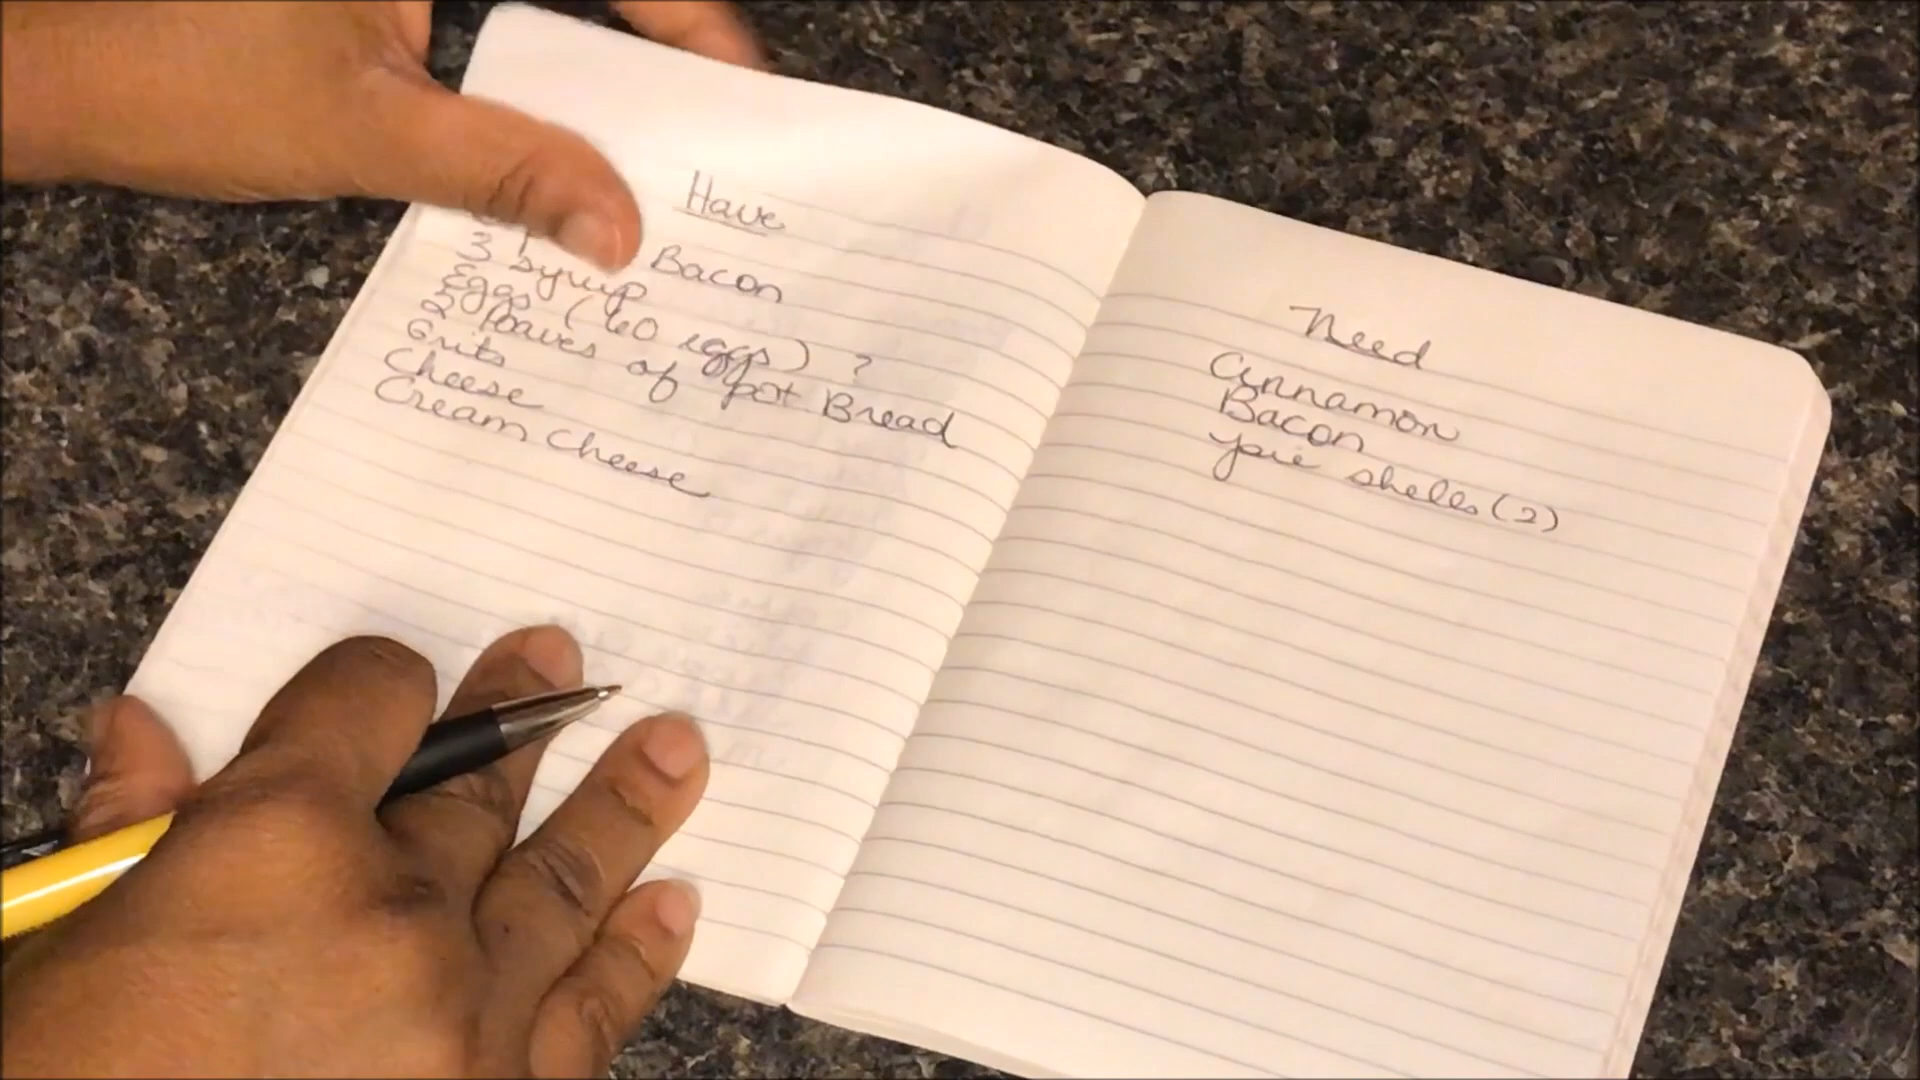 Have
Bacon
3 Syrup
Eggs (60 eggs) ?
2 loaves of pot. Bread
Grits
Cheese
Cream Cheese
Need
Cinnamon
Bacon
pie shells (2)